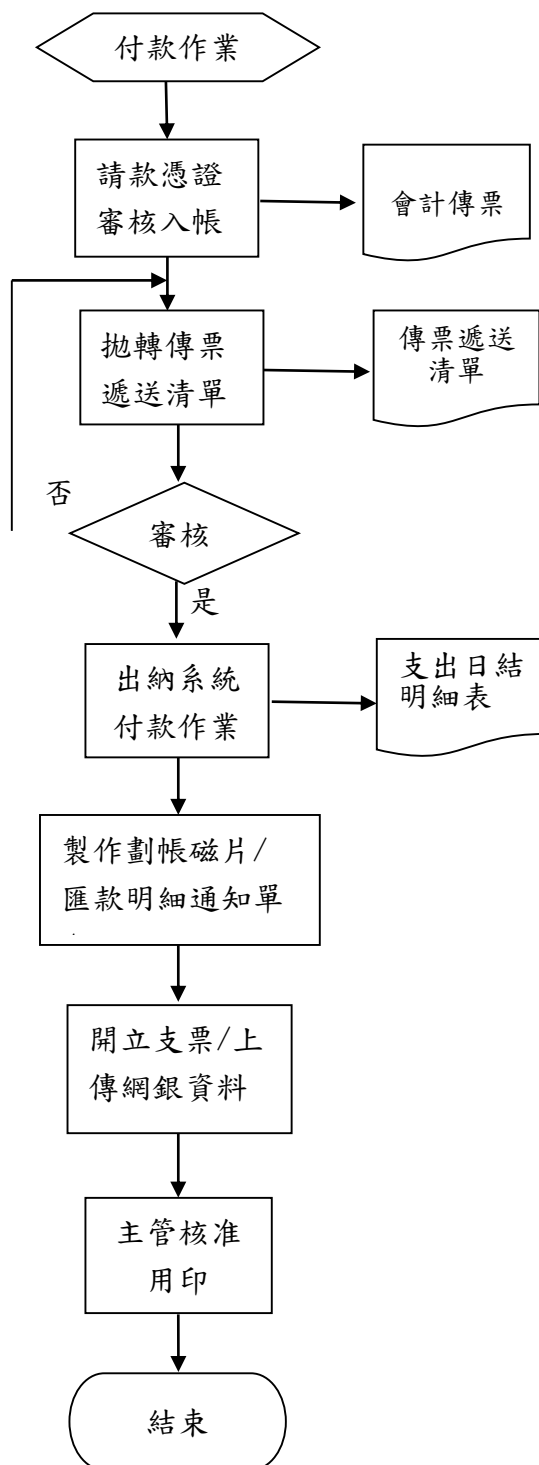 付款作業
請款憑證
審核入帳
會計傳票
拋轉傳票
遞送清單
傳票遞送
清單
否
審核
是
出納系統
付款作業
支出日結
明細表
製作劃帳磁片/
匯款明細通知單
.
開立支票/上
傳網銀資料
主管核准
用印
結束